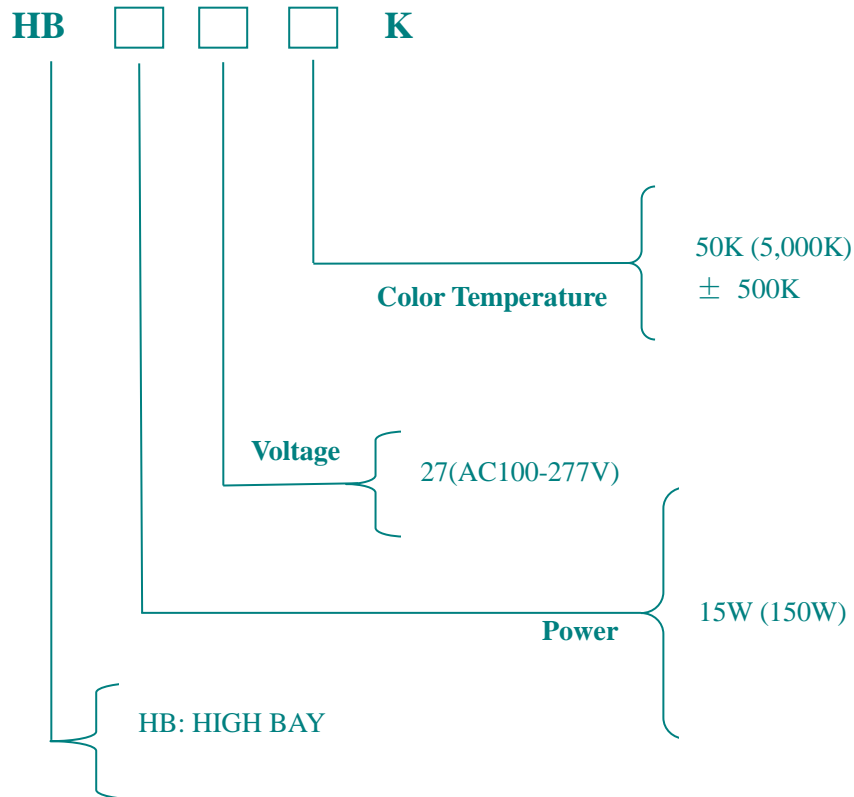 HB K
50K (5,000K)
± 500K
Color Temperature
Voltage
27(AC100-277V)
15W (150W)
Power
HB: HIGH BAY